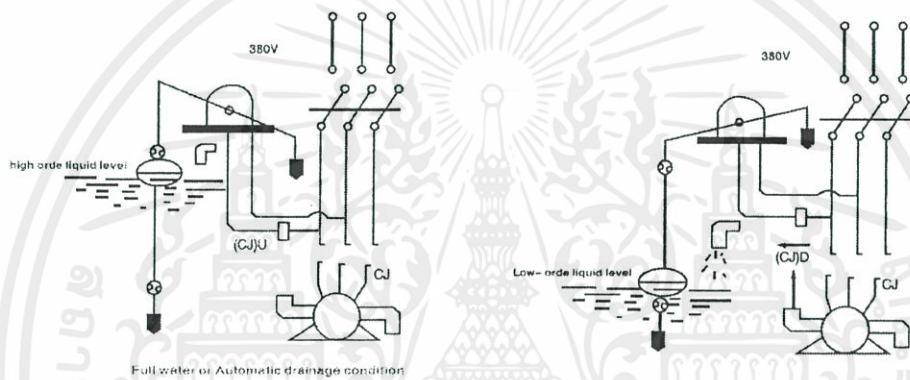 380V
high orde liquid level
(CJ)U
CJ
Full water or Automatic drainage condition
380V
Low- orde liquid level
(CJ)D
CJ